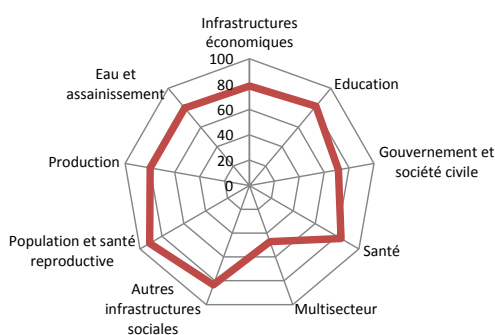 Infrastructures
économiques
100
80
60
40
20
0
Education
Gouvernement et
société civile
Santé
Multisecteur
Autres
infrastructures
sociales
Population et santé
reproductive
Production
Eau et
assainissement